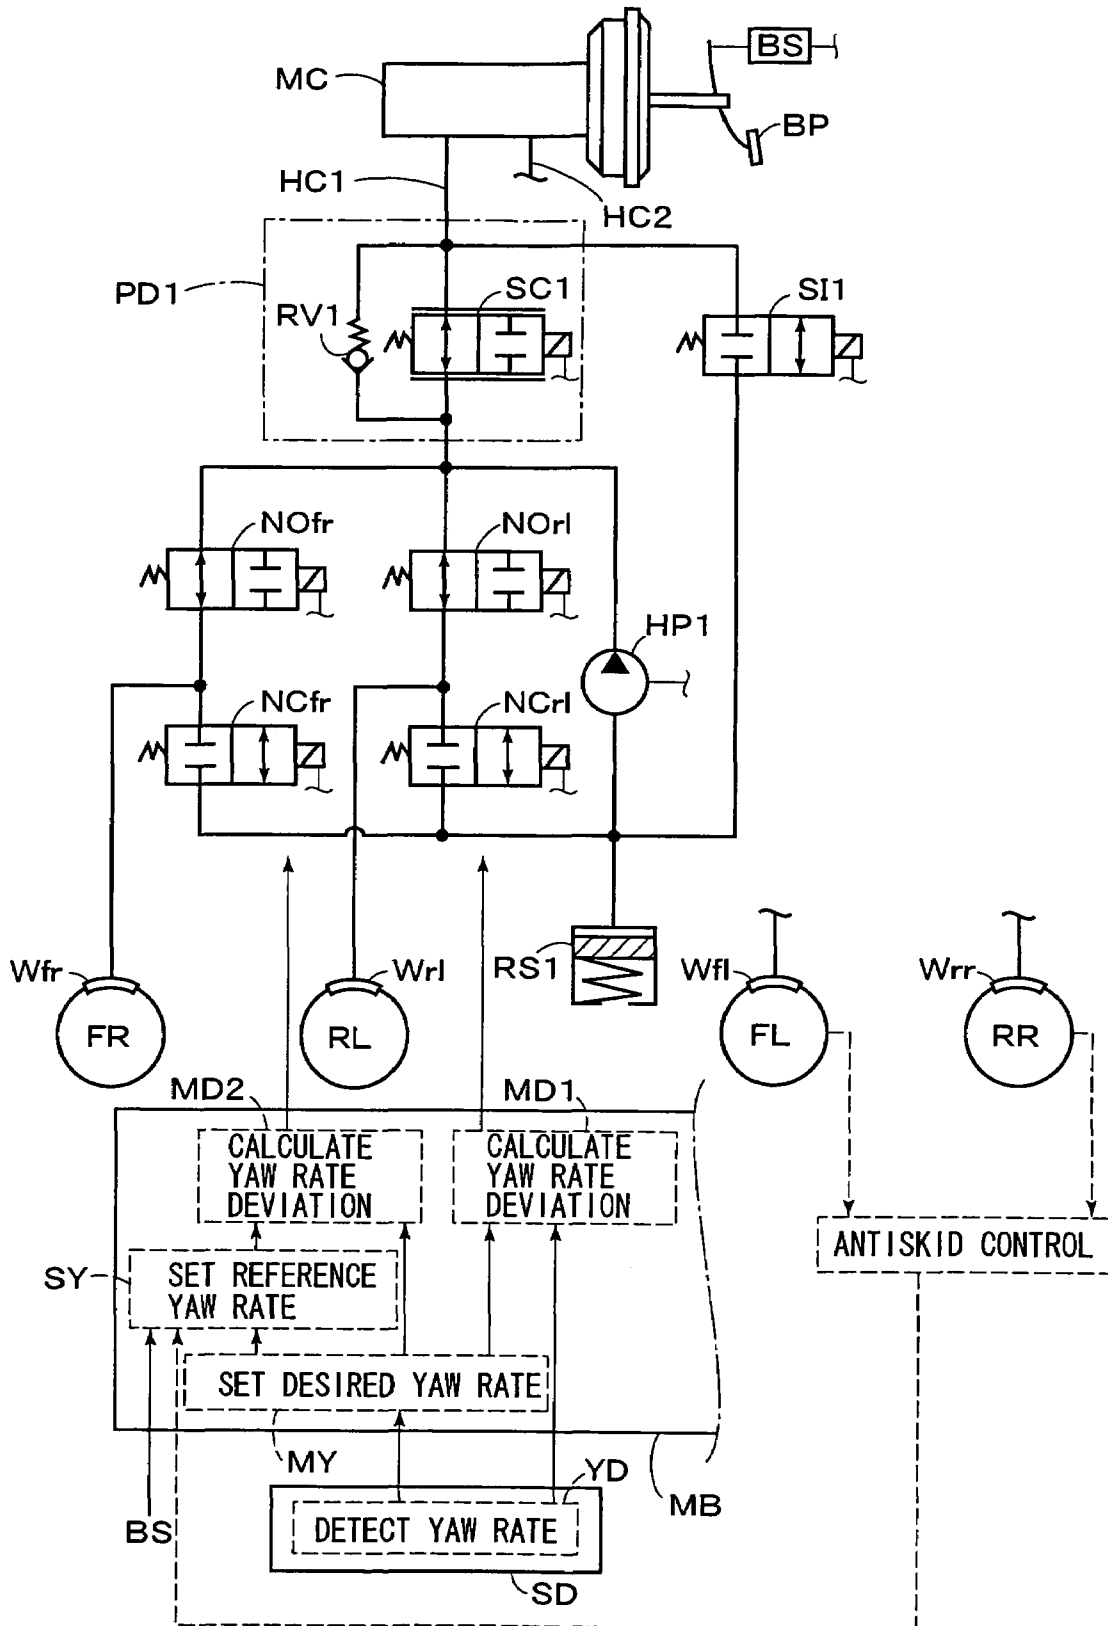 BS
MC
BP
HC1
HC2
PD1
RV1
SC1
SI1
NOfr
NOrl
HP1
NCfr
NCrl
RS1
Wfr
Wrl
Wfl
Wrr
FR
RL
FL
RR
MD2
MD1
CALCULATE
YAW RATE
DEVIATION
CALCULATE
YAW RATE
DEVIATION
ANTISKID CONTROL
SY
SET REFERENCE
YAW RATE
SET DESIRED YAW RATE
MY
YD
MB
BS
DETECT YAW RATE
SD